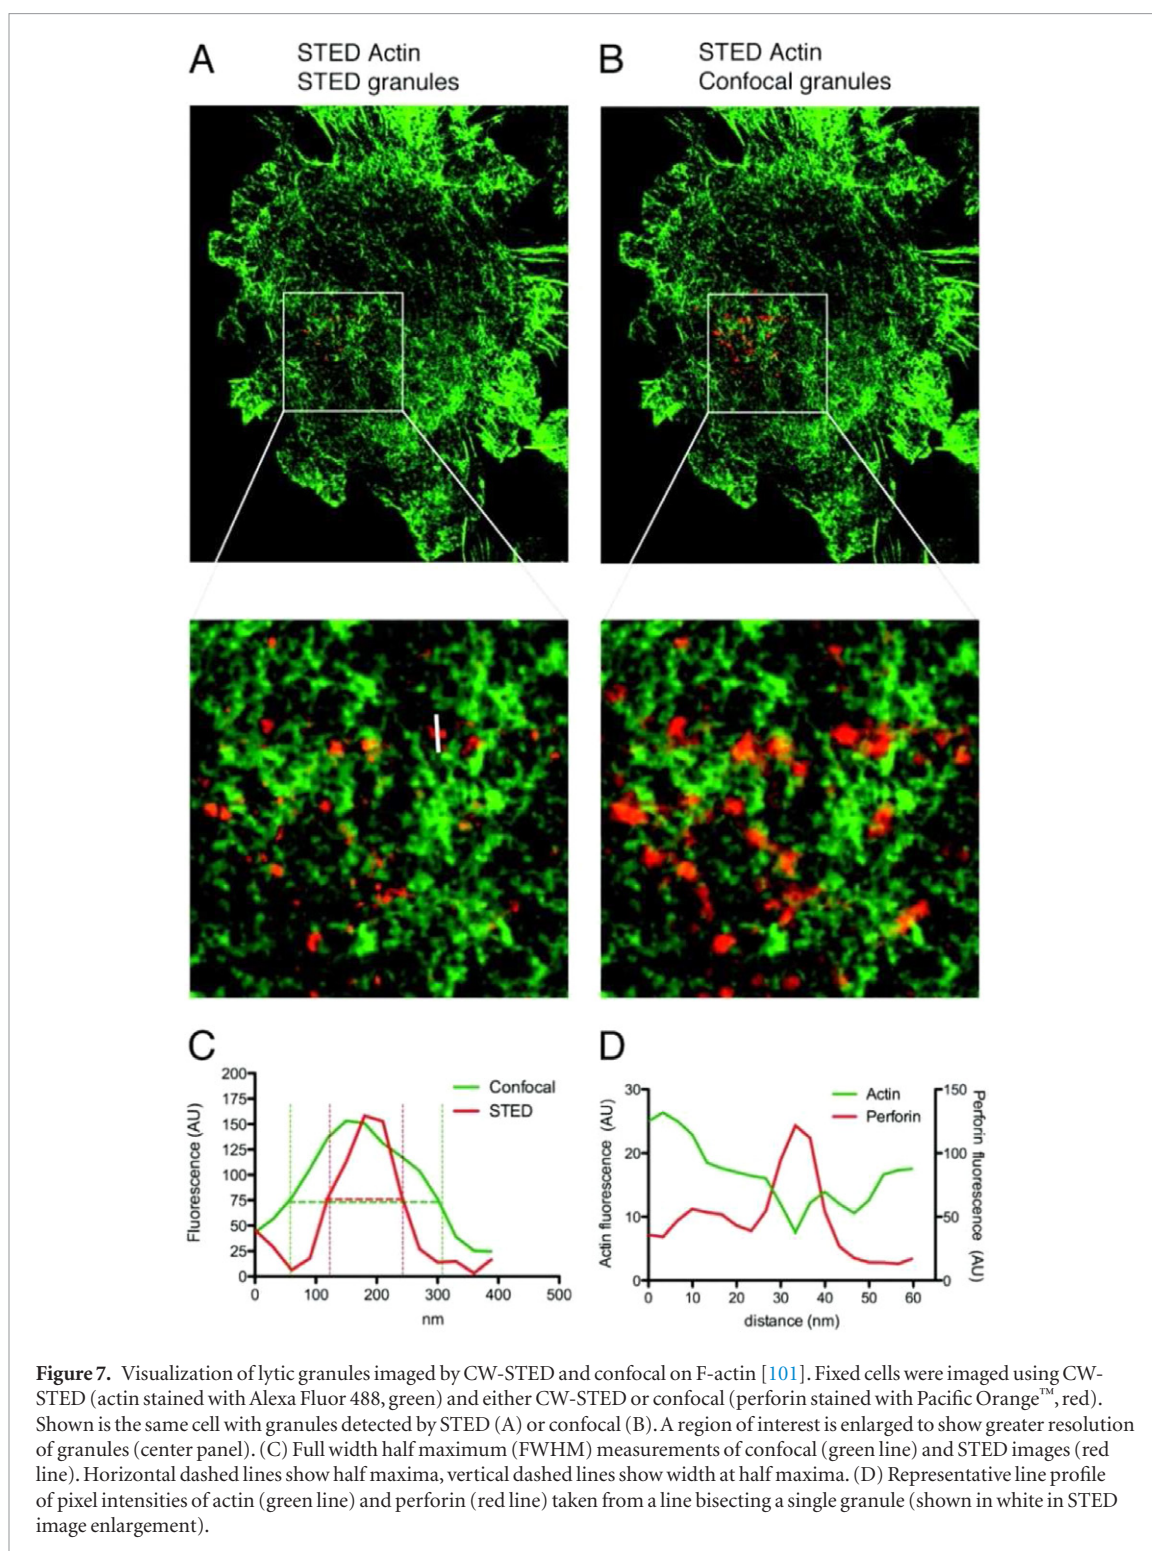 A
STED Actin
STED granules
B
STED Actin
Confocal granules
C
200
175
150
125
100
75
50
25
0
Fluorescence (AU)
Confocal
STED
0 100 200 300 400 500
nm
D
30
20
10
0
Actin fluorescence (AU)
Actin
Perforin
150
100
50
0
Perforin fluorescence (AU)
0 10 20 30 40 50 60
distance (nm)
Figure 7. Visualization of lytic granules imaged by CW-STED and confocal on F-actin [101]. Fixed cells were imaged using CW-
STED (actin stained with Alexa Fluor 488, green) and either CW-STED or confocal (perforin stained with Pacific Orange™, red).
Shown is the same cell with granules detected by STED (A) or confocal (B). A region of interest is enlarged to show greater resolution
of granules (center panel). (C) Full width half maximum (FWHM) measurements of confocal (green line) and STED images (red
line). Horizontal dashed lines show half maxima, vertical dashed lines show width at half maxima. (D) Representative line profile
of pixel intensities of actin (green line) and perforin (red line) taken from a line bisecting a single granule (shown in white in STED
image enlargement).